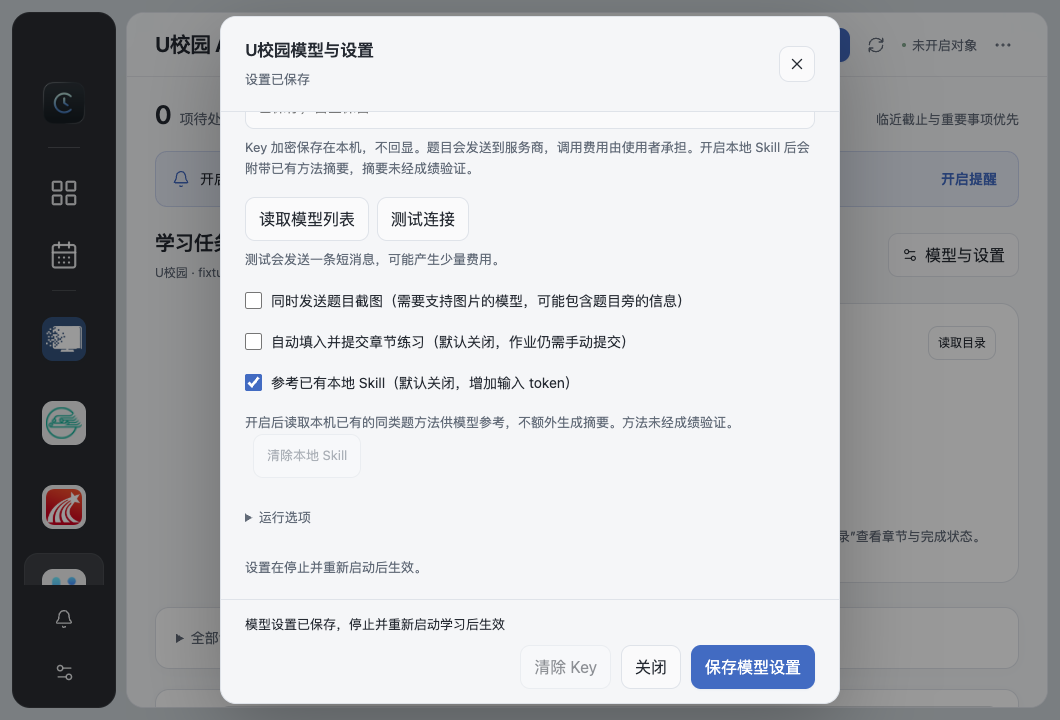 U校园
U校园模型与设置
设置已保存
未开启对象
0 项待处
临近截止与重要事项优先
Key 加密保存在本机，不回显。题目会发送到服务商，调用费用由使用者承担。开启本地 Skill 后会
附带已有方法摘要，摘要未经成绩验证。
开启提醒
读取模型列表
测试连接
学习任务
U校园 · fixtu
模型与设置
测试会发送一条短消息，可能产生少量费用。
同时发送题目截图（需要支持图片的模型，可能包含题目旁的信息）
自动填入并提交章节练习（默认关闭，作业仍需手动提交）
读取目录
参考已有本地 Skill（默认关闭，增加输入 token）
开启后读取本机已有的同类题方法供模型参考，不额外生成摘要。方法未经成绩验证。
清除本地 Skill
运行选项
录”查看章节与完成状态。
设置在停止并重新启动后生效。
模型设置已保存，停止并重新启动学习后生效
全部
清除 Key
关闭
保存模型设置